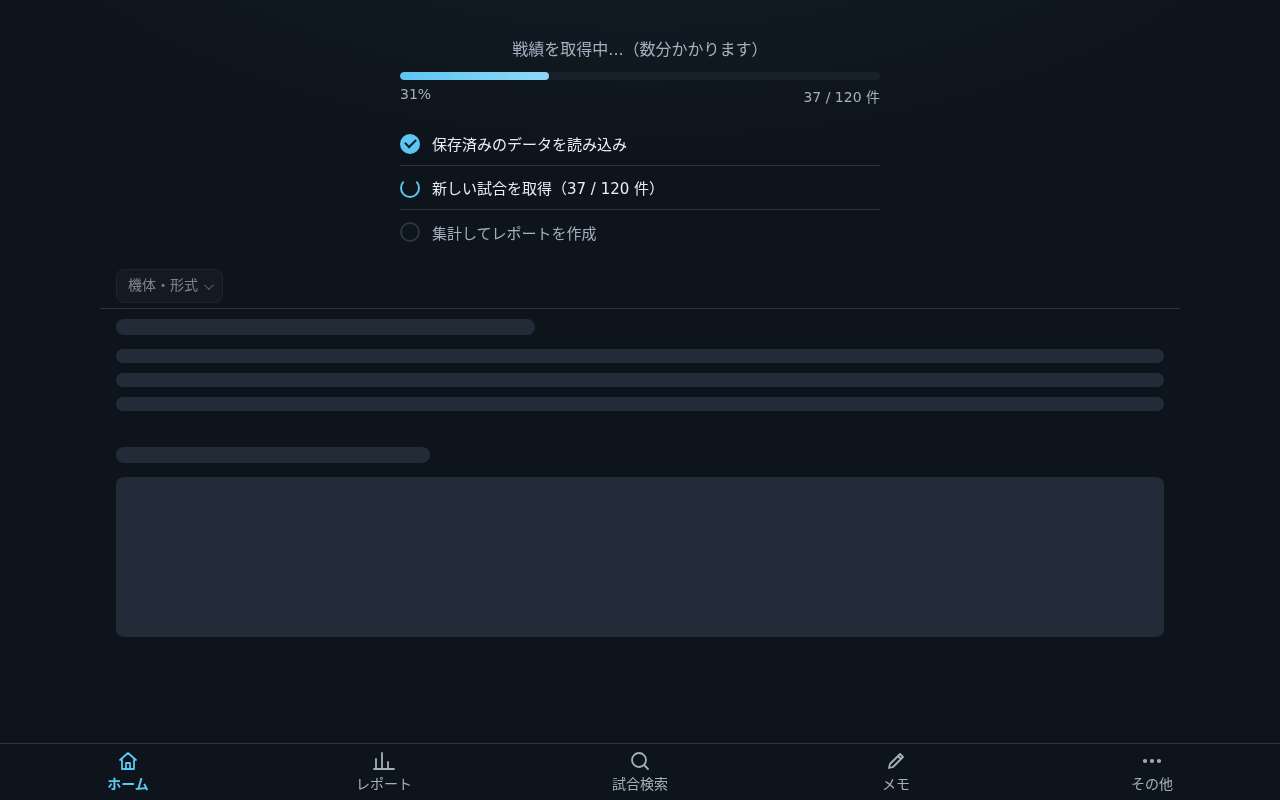 戦績を取得中…（数分かかります）
31%
37 / 120 件
保存済みのデータを読み込み
新しい試合を取得（37 / 120 件）
集計してレポートを作成
機体・形式
ホーム
レポート
試合検索
メモ
その他